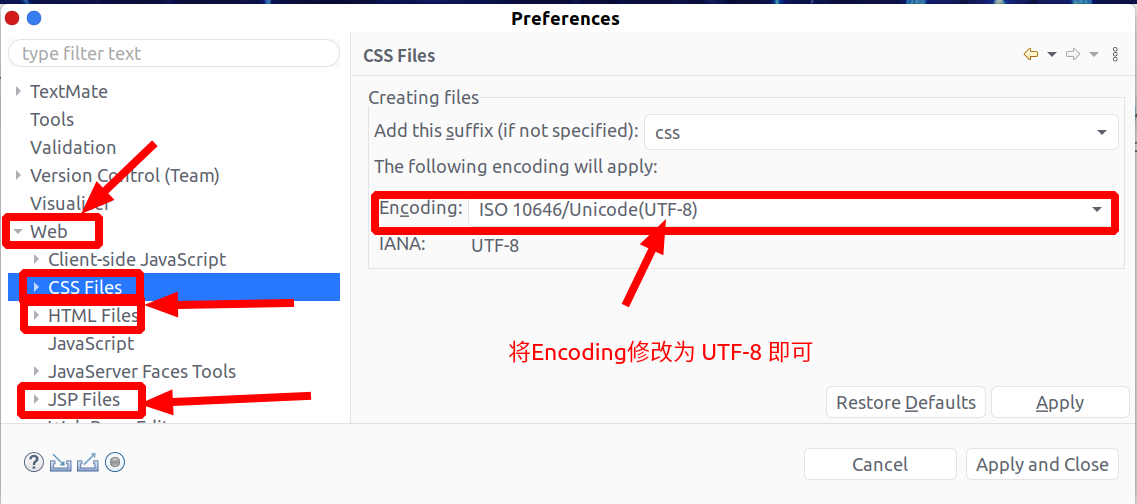 Preferences
type filter text
TextMate
Tools
Validation
Version Control (Team)
Visualiser
Web
Client-side JavaScript
CSS Files
HTML Files
JavaScript
JavaServer Faces Tools
JSP Files
CSS Files
Creating files
Add this suffix (if not specified): css
The following encoding will apply:
Encoding: ISO 10646/Unicode(UTF-8)
IANA: UTF-8
将Encoding修改为 UTF-8 即可
Restore Defaults Apply
Cancel Apply and Close